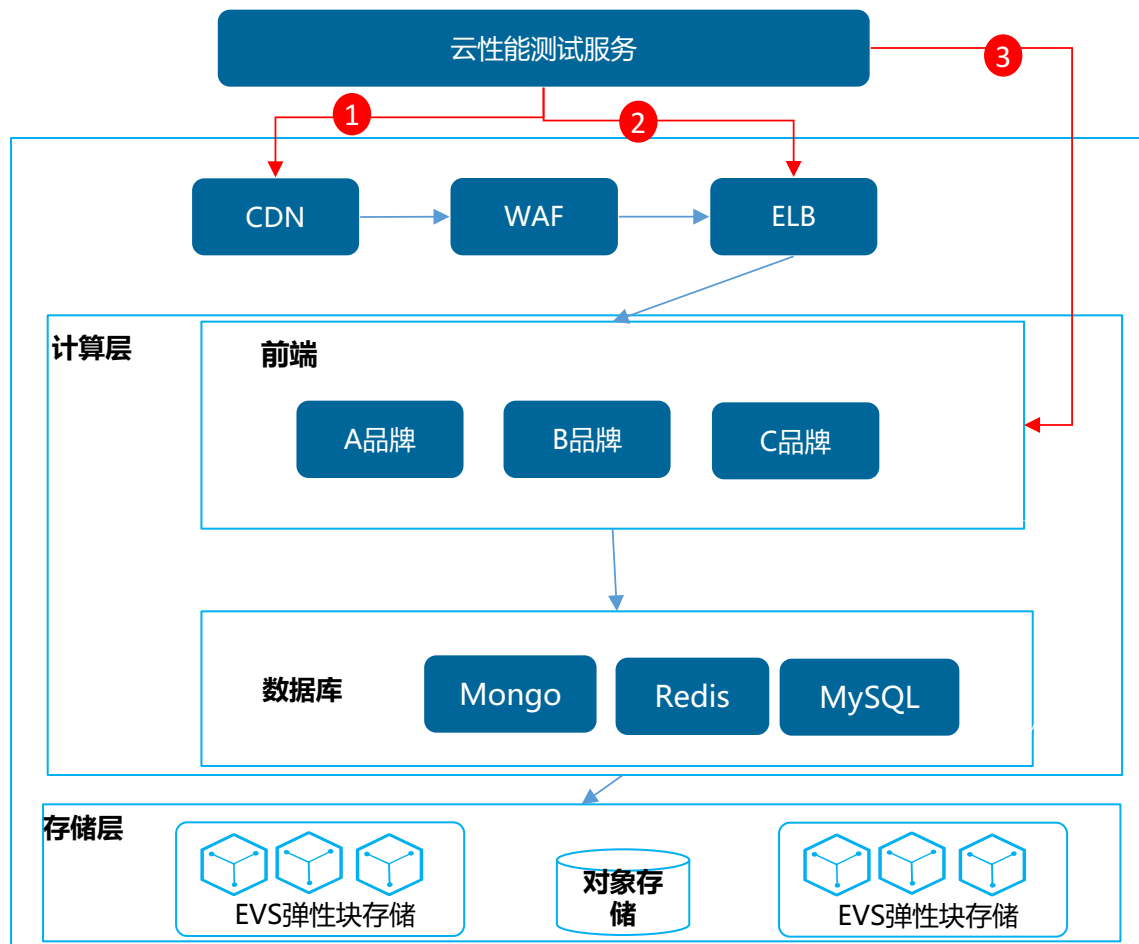 云性能测试服务
3
1
2
CDN
WAF
ELB
计算层
前端
A品牌
B品牌
C品牌
数据库
Mongo
Redis
MySQL
存储层
EVS弹性块存储
对象存
储
EVS弹性块存储